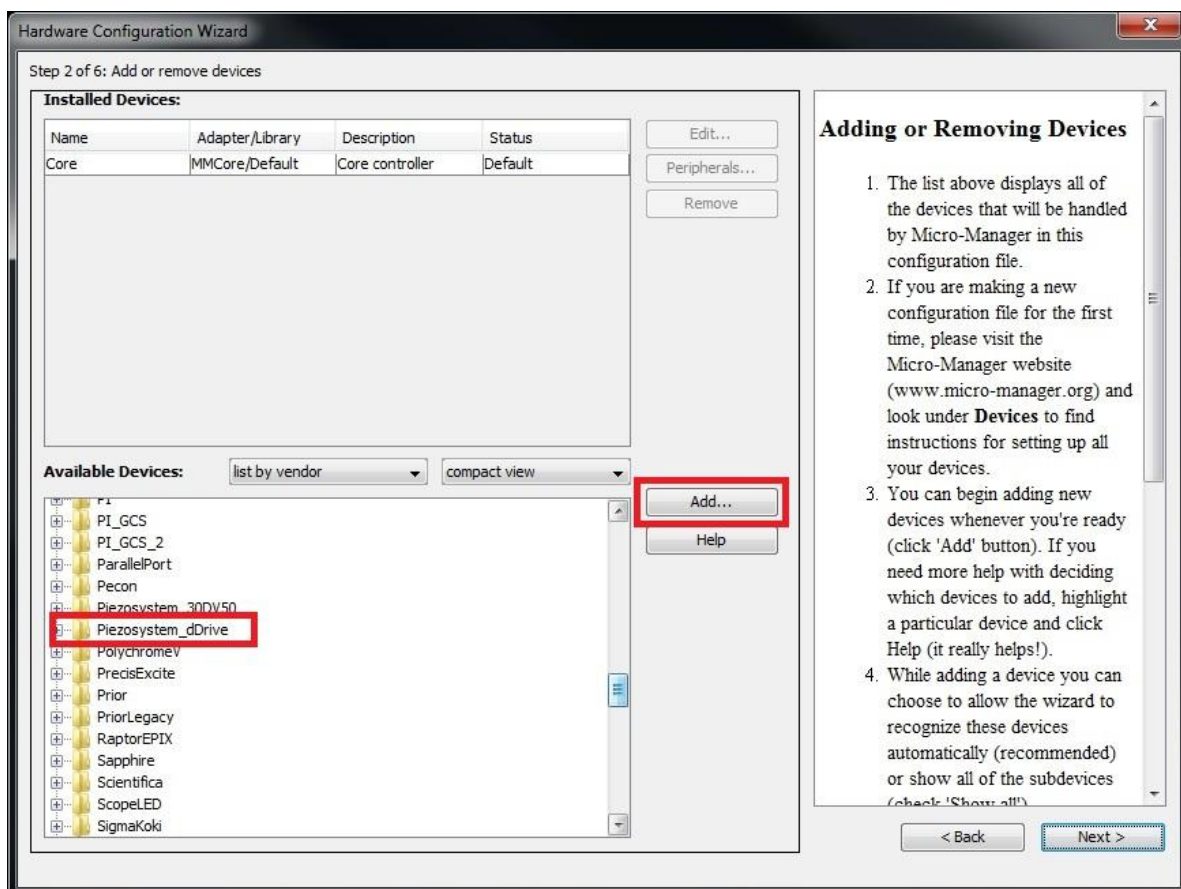 Hardware Configuration Wizard
X
Step 2 of 6: Add or remove devices
Installed Devices:
Name Adapter/Library Description Status
Core MMCore/Default Core controller Default
Edit...
Peripherals...
Remove
Available Devices:
list by vendor
compact view
PI
PI_GCS
PI_GCS_2
ParallelPort
Pecon
Piezosystem_30DV50
Piezosystem_dDrive
PolychromeV
PrecisExcite
Prior
PriorLegacy
RaptorEPIX
Sapphire
Scientifica
ScopeLED
SigmaKoki
Add...
Help
Adding or Removing Devices
1. The list above displays all of
the devices that will be handled
by Micro-Manager in this
configuration file.
2. If you are making a new
configuration file for the first
time, please visit the
Micro-Manager website
(www.micro-manager.org) and
look under Devices to find
instructions for setting up all
your devices.
3. You can begin adding new
devices whenever you're ready
(click 'Add' button). If you
need more help with deciding
which devices to add, highlight
a particular device and click
Help (it really helps!).
4. While adding a device you can
choose to allow the wizard to
recognize these devices
automatically (recommended)
or show all of the subdevices
(check 'Show all')
< Back
Next >